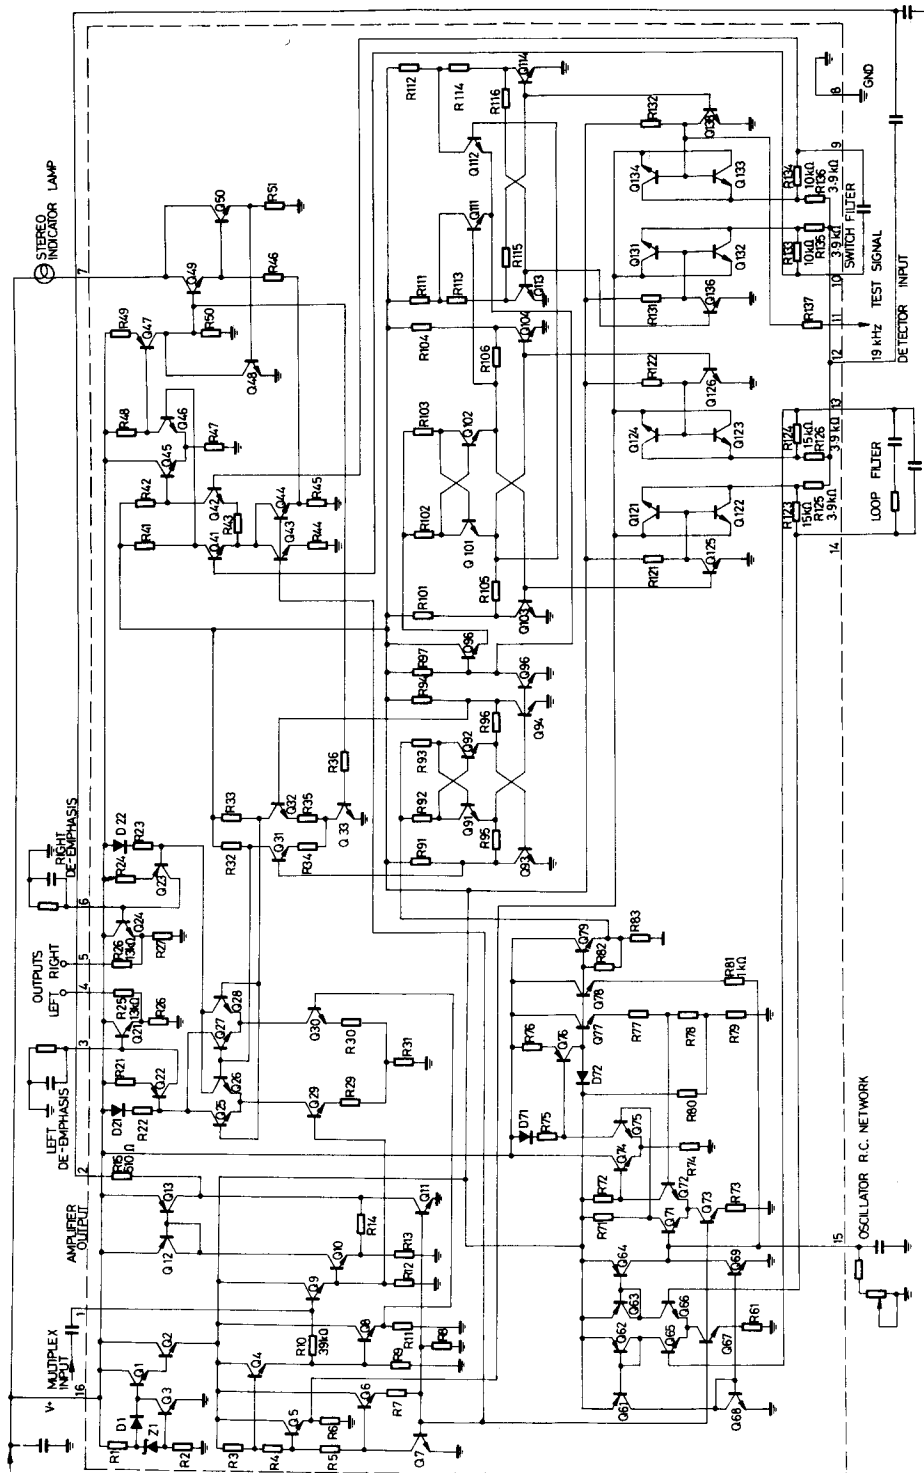 V+
MULTIPLEX
INPUT
AMPLIFIER
OUTPUT
LEFT
DE-EMPHASIS
OUTPUTS
LEFT RIGHT
RIGHT
DE-EMPHASIS
STEREO
INDICATOR LAMP
16
1
2
3
4
5
6
7
R1
D1
Z1
R2
Q1
Q3
Q2
R3
R4
Q5
R5
R6
Q4
Q6
R7
Q7
R10
39kΩ
R9
Q8
R11
R8
Q9
Q10
R12
R13
R14
Q11
Q12
Q13
R15
510 Ω
D21
R22
R21
Q22
Q21
R25
13kΩ
R26
R26
13kΩ
R27
Q24
Q23
R24
D22
R23
Q25
Q26
Q27
Q28
Q29
Q30
R29
R30
R31
R32
R33
Q31
Q32
R34
R35
Q33
R36
R41
R42
Q41
Q42
R43
Q43
Q44
R44
R45
Q45
Q46
R47
R48
R49
Q47
Q48
R50
Q49
Q50
R46
R51
R91
R92
R93
R94
R97
Q91
Q92
R95
R96
Q93
Q94
Q96
Q96
R101
R102
R103
R104
Q101
Q102
R105
R106
Q103
Q104
R111
R112
R113
R114
Q111
Q112
R115
R116
Q113
Q114
Q61
Q62
Q63
Q64
Q65
Q66
Q67
R61
Q68
Q69
R71
R72
Q71
Q72
Q73
R73
Q74
Q75
R74
D71
R75
R76
Q76
D72
R80
Q77
R77
R78
R79
Q78
R81
1kΩ
Q79
R82
R83
R121
Q121
Q122
Q125
R123
15kΩ
R125
3·9kΩ
Q124
Q123
R122
Q126
R124
15kΩ
R126
3·9kΩ
R131
Q131
Q132
Q136
R133
10kΩ
R135
3·9kΩ
Q134
Q133
R132
Q138
R134
10kΩ
R136
3·9kΩ
R137
15
14
13
12
11
10
9
8
OSCILLATOR R.C. NETWORK
LOOP FILTER
DETECTOR INPUT
19 kHz TEST SIGNAL
SWITCH FILTER
GND